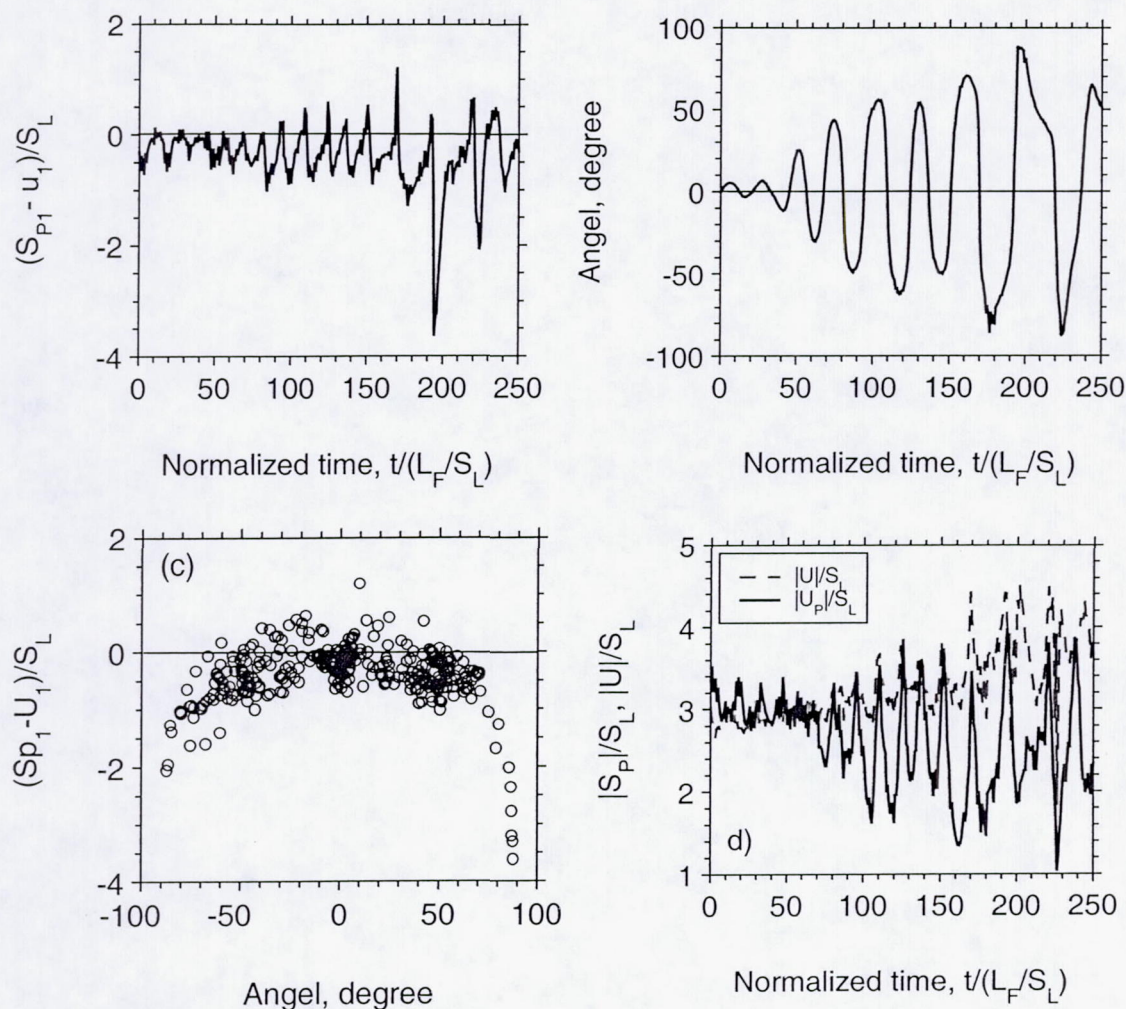 2
0
-2
-4
(S_P1 - u_1)/S_L
0 50 100 150 200 250
Normalized time, t/(L_F/S_L)
100
50
0
-50
-100
Angel, degree
0 50 100 150 200 250
Normalized time, t/(L_F/S_L)
(c)
2
0
-2
-4
(Sp_1 -U_1)/S_L
-100 -50 0 50 100
Angel, degree
5
4
3
2
1
|S_P|/S_L, |U|/S_L
|U|/S_L
|U_P|/S_L
d)
0 50 100 150 200 250
Normalized time, t/(L_F/S_L)